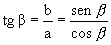 tg β = b/a = sen β/cos β